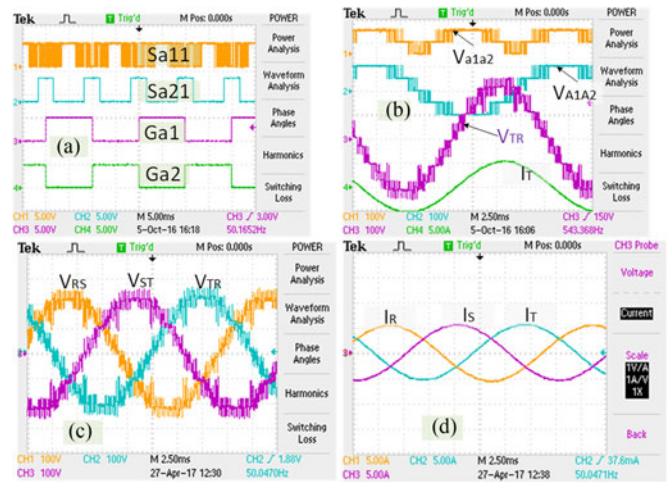 Tek Trig'd M Pos: 0.000s POWER
Power
Analysis
Waveform
Analysis
Phase
Angles
Harmonics
Switching
Loss
1
2
3
4
Sa11
Sa21
Ga1
Ga2
(a)
CH1 5.00V CH2 5.00V M 5.00ms CH3 3.00V
CH3 5.00V CH4 5.00V 5-Oct-16 16:18 50.1652Hz
Tek Trig'd M Pos: 0.000s POWER
Power
Analysis
Waveform
Analysis
Phase
Angles
Harmonics
Switching
Loss
1
2
3
4
Va1a2
VA1A2
VTR
IT
(b)
CH1 100V CH2 100V M 2.50ms CH3 150V
CH3 100V CH4 5.00A 5-Oct-16 16:06 543.368Hz
Tek Trig'd M Pos: 0.000s POWER
Power
Analysis
Waveform
Analysis
Phase
Angles
Harmonics
Switching
Loss
VRS VST VTR
(c)
CH1 100V CH2 100V M 2.50ms CH2 1.88V
CH3 100V 27-Apr-17 12:30 50.0470Hz
Tek Trig'd M Pos: 0.000s CH3 Probe
Voltage
Current
Scale
1V/A
1A/V
1X
Back
IR IS IT
(d)
CH1 5.00A CH2 5.00A M 2.50ms CH2 37.6mA
CH3 5.00A 27-Apr-17 12:38 50.0471Hz